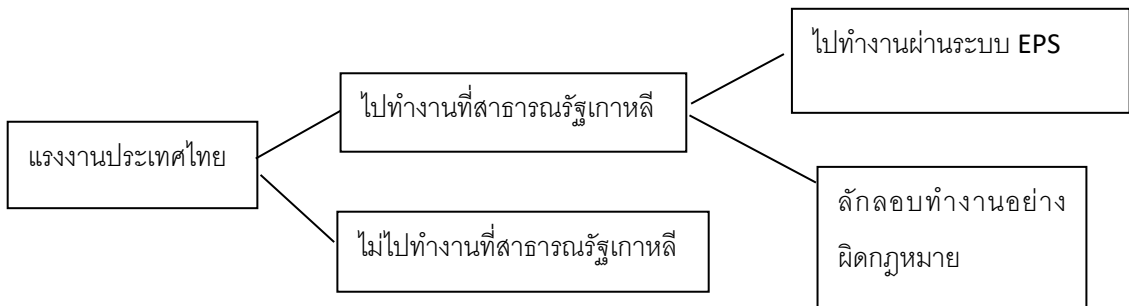 ไปทำงานผ่านระบบ EPS
ไปทำงานที่สาธารณรัฐเกาหลี
แรงงานประเทศไทย
ลักลอบทำงานอย่าง
ผิดกฎหมาย
ไม่ไปทำงานที่สาธารณรัฐเกาหลี